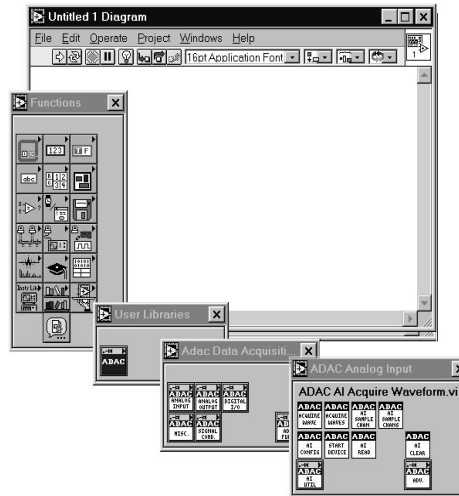 Untitled 1 Diagram
File Edit Operate Project Windows Help
16pt Application Font
1
Functions
123
TF
abc
Instr Lib
User Libraries
ADAC
Adac Data Acquisiti...
ADAC ADAC ADAC
ANALOG INPUT
ANALOG OUTPUT
DIGITAL I/O
ADAC ADAC
MISC.
SIGNAL COND.
ADAC Analog Input
ADAC AI Acquire Waveform.vi
ADAC ADAC ADAC ADAC
ACQUIRE WAVE
ACQUIRE WAVES
AI SAMPLE CHAN
AI SAMPLE CHANS
ADAC ADAC ADAC ADAC
AI CONFIG
START DEVICE
AI READ
AI CLEAR
ADAC ADAC
AI UTIL
ADV.